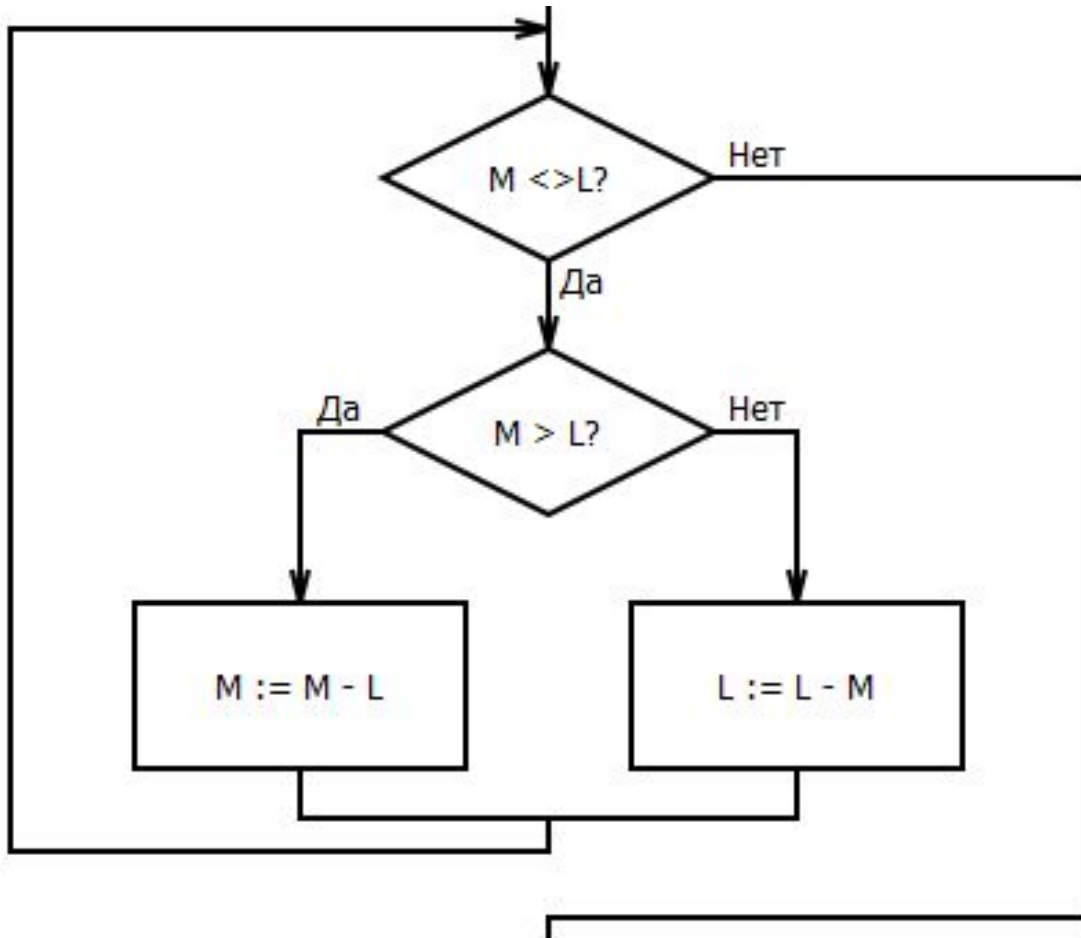 M <>L?
Нет
Да
M > L?
Да
Нет
M := M - L
L := L - M